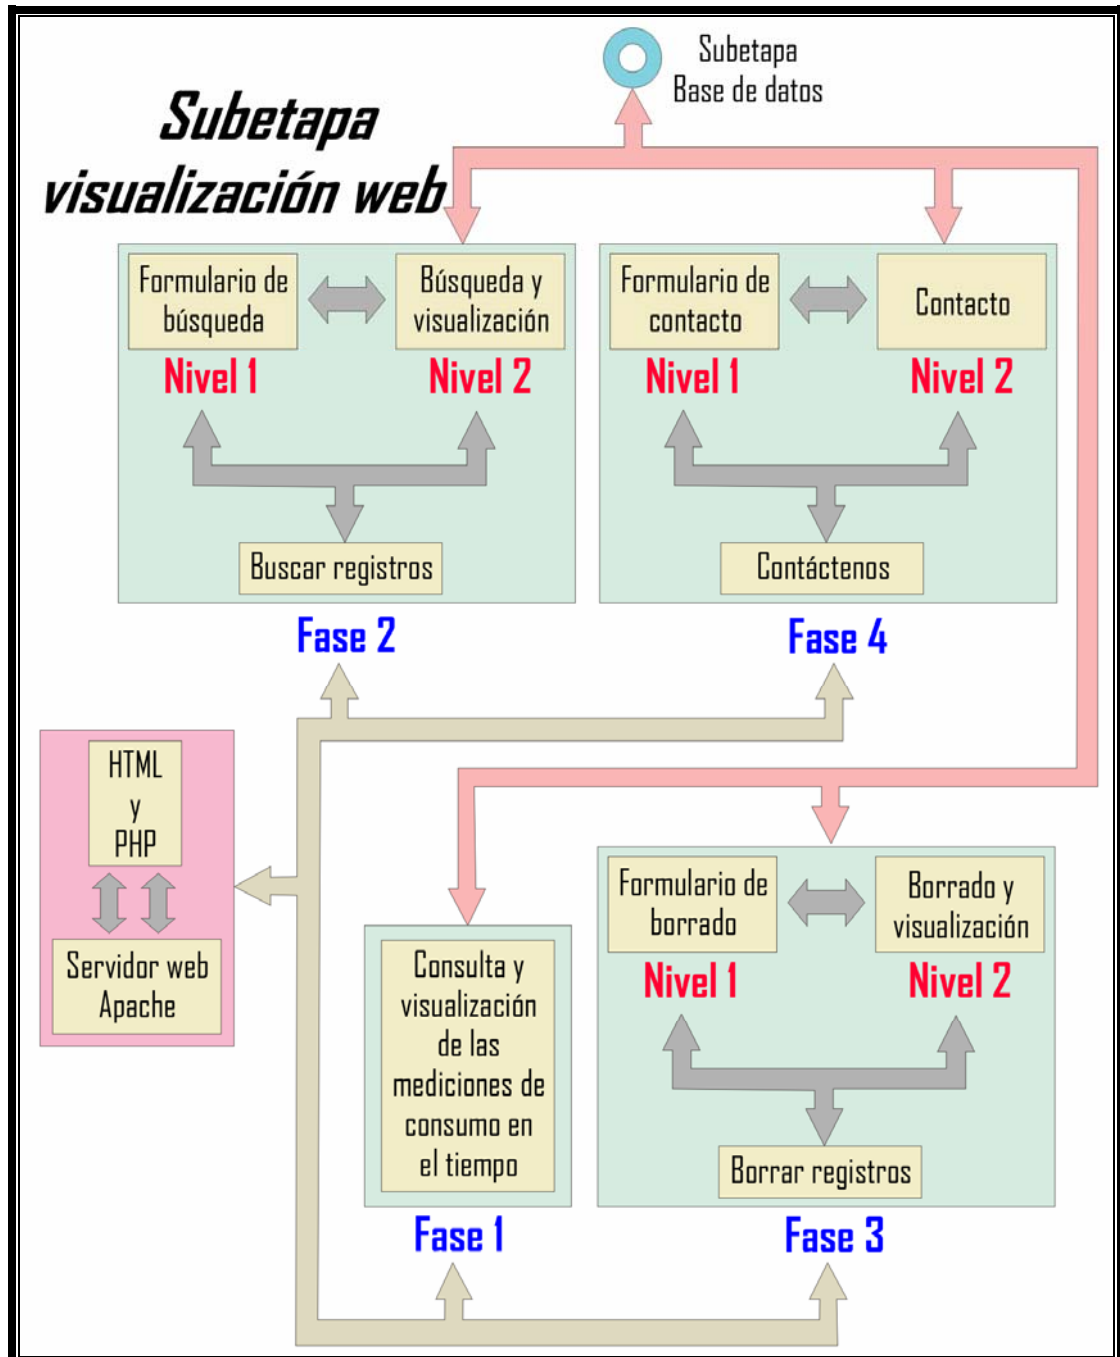 Subetapa
Base de datos
Subetapa
visualización web
Formulario de
búsqueda
Búsqueda y
visualización
Nivel 1
Nivel 2
Buscar registros
Fase 2
Formulario de
contacto
Contacto
Nivel 1
Nivel 2
Contáctenos
Fase 4
HTML
y
PHP
Servidor web
Apache
Consulta y
visualización
de las
mediciones de
consumo en
el tiempo
Fase 1
Formulario de
borrado
Borrado y
visualización
Nivel 1
Nivel 2
Borrar registros
Fase 3